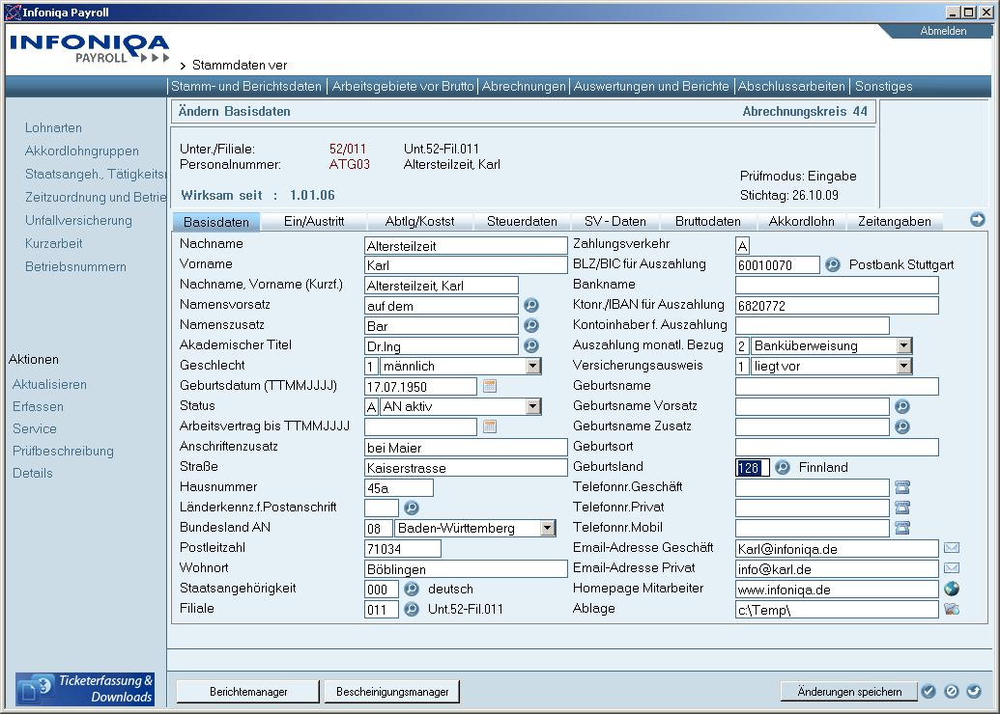 Infoniqa Payroll
Abmelden
INFONIQA
PAYROLL
> Stammdaten ver
Stamm- und Berichtsdaten | Arbeitsgebiete vor Brutto | Abrechnungen | Auswertungen und Berichte | Abschlussarbeiten | Sonstiges
Lohnarten
Akkordlohngruppen
Staatsangeh., Tätigkeits
Zeitzuordnung und Betrie
Unfallversicherung
Kurzarbeit
Betriebsnummern
Aktionen
Aktualisieren
Erfassen
Service
Prüfbeschreibung
Details
Ticketerfassung &
Downloads
Ändern Basisdaten Abrechnungskreis 44
Unter./Filiale: 52/011 Unt.52-Fil.011
Personalnummer: ATG03 Altersteilzeit, Karl
Prüfmodus: Eingabe
Wirksam seit : 1.01.06 Stichtag: 26.10.09
Basisdaten Ein/Austritt Abtlg/Kostst Steuerdaten SV - Daten Bruttodaten Akkordlohn Zeitangaben
Nachname Altersteilzeit
Vorname Karl
Nachname, Vorname (Kurzf.) Altersteilzeit, Karl
Namensvorsatz auf dem
Namenszusatz Bar
Akademischer Titel Dr.Ing
Geschlecht 1 männlich
Geburtsdatum (TTMMJJJJ) 17.07.1950
Status A AN aktiv
Arbeitsvertrag bis TTMMJJJJ
Anschriftenzusatz bei Maier
Straße Kaiserstrasse
Hausnummer 45a
Länderkennz.f.Postanschrift
Bundesland AN 08 Baden-Württemberg
Postleitzahl 71034
Wohnort Böblingen
Staatsangehörigkeit 000 deutsch
Filiale 011 Unt.52-Fil.011
Zahlungsverkehr A
BLZ/BIC für Auszahlung 60010070 Postbank Stuttgart
Bankname
Ktonr./IBAN für Auszahlung 6820772
Kontoinhaber f. Auszahlung
Auszahlung monatl. Bezug 2 Banküberweisung
Versicherungsausweis 1 liegt vor
Geburtsname
Geburtsname Vorsatz
Geburtsname Zusatz
Geburtsort
Geburtsland 128 Finnland
Telefonnr.Geschäft
Telefonnr.Privat
Telefonnr.Mobil
Email-Adresse Geschäft Karl@infoniqa.de
Email-Adresse Privat info@karl.de
Homepage Mitarbeiter www.infoniqa.de
Ablage c:\Temp\
Berichtemanager Bescheinigungsmanager Änderungen speichern